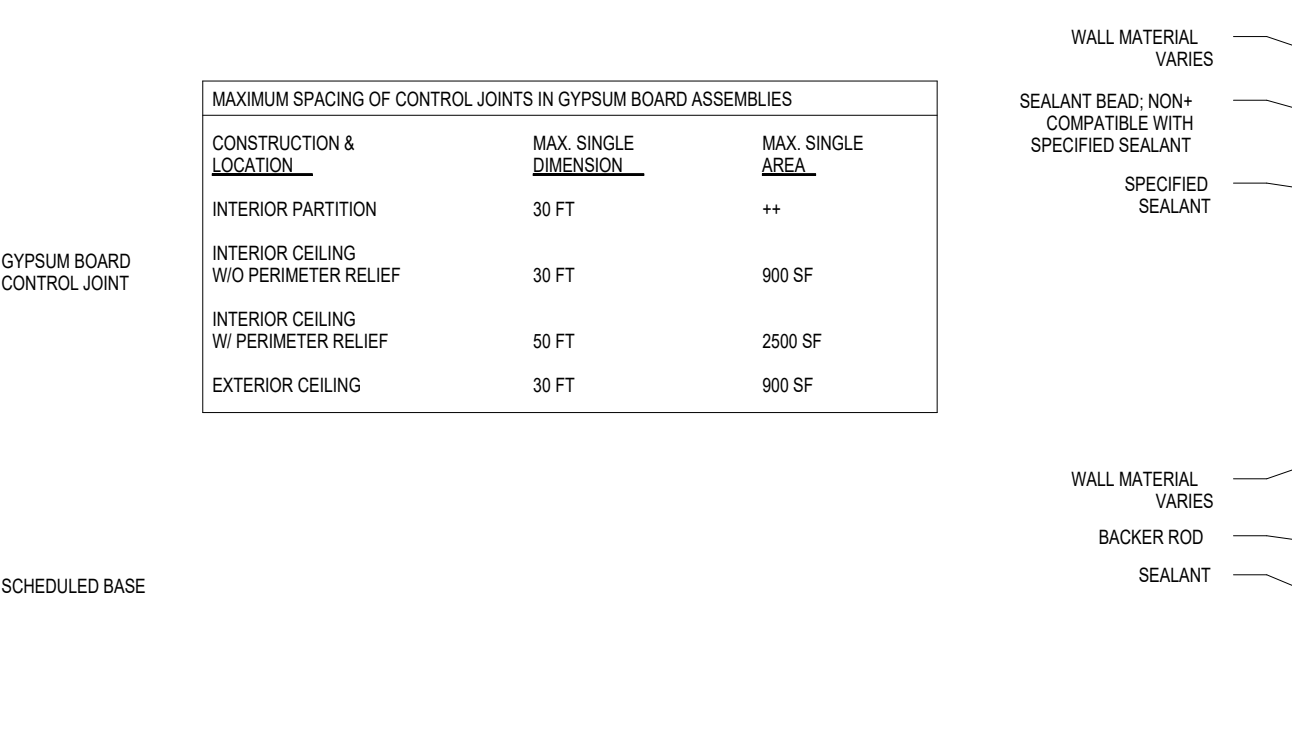 GYPSUM BOARD
CONTROL JOINT
SCHEDULED BASE
MAXIMUM SPACING OF CONTROL JOINTS IN GYPSUM BOARD ASSEMBLIES
CONSTRUCTION & MAX. SINGLE MAX. SINGLE
LOCATION DIMENSION AREA
INTERIOR PARTITION 30 FT ++
INTERIOR CEILING
W/O PERIMETER RELIEF 30 FT 900 SF
INTERIOR CEILING
W/ PERIMETER RELIEF 50 FT 2500 SF
EXTERIOR CEILING 30 FT 900 SF
WALL MATERIAL
VARIES
SEALANT BEAD; NON+
COMPATIBLE WITH
SPECIFIED SEALANT
SPECIFIED
SEALANT
WALL MATERIAL
VARIES
BACKER ROD
SEALANT